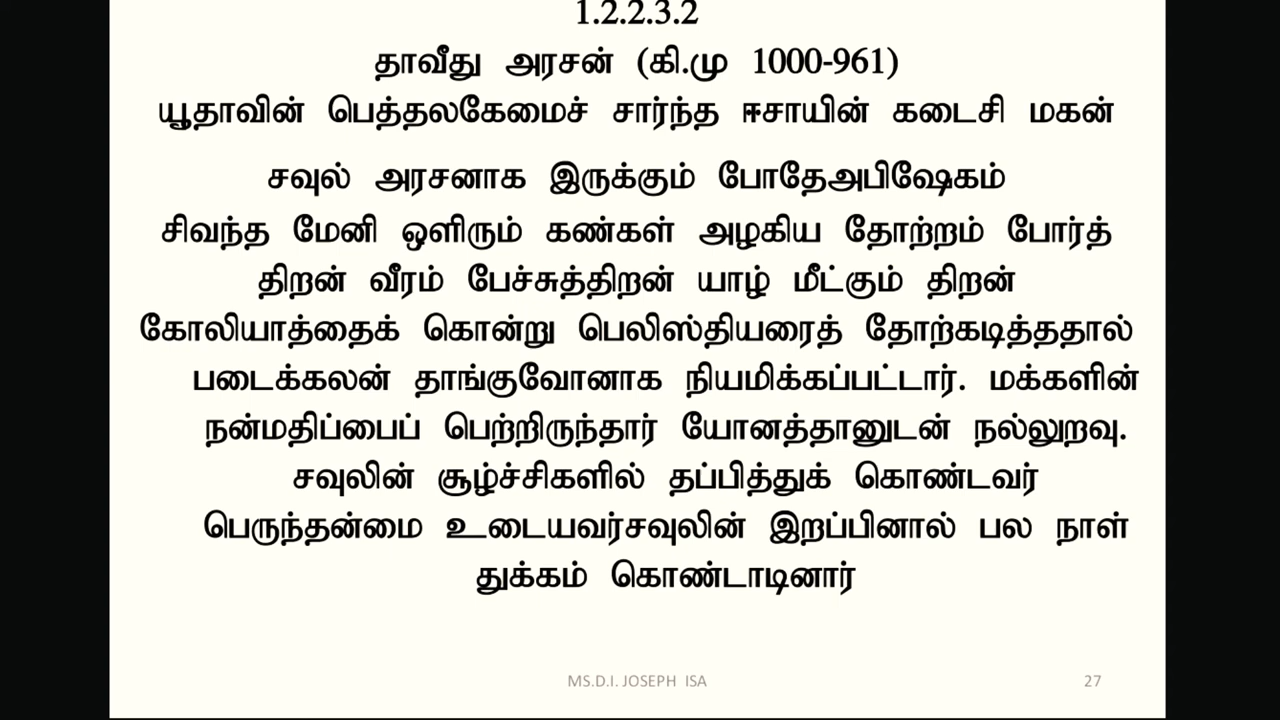 1.2.2.3.2
தாவீது அரசன் (கி.மு 1000-961)
யூதாவின் பெத்தலகேமைச் சார்ந்த ஈசாயின் கடைசி மகன்
சவுல் அரசனாக இருக்கும் போதேஅபிஷேகம்
சிவந்த மேனி ஒளிரும் கண்கள் அழகிய தோற்றம் போர்த்
திறன் வீரம் பேச்சுத்திறன் யாழ் மீட்கும் திறன்
கோலியாத்தைக் கொன்று பெலிஸ்தியரைத் தோற்கடித்ததால்
படைக்கலன் தாங்குவோனாக நியமிக்கப்பட்டார். மக்களின்
நன்மதிப்பைப் பெற்றிருந்தார் யோனத்தானுடன் நல்லுறவு.
சவுலின் சூழ்ச்சிகளில் தப்பித்துக் கொண்டவர்
பெருந்தன்மை உடையவர்சவுலின் இறப்பினால் பல நாள்
துக்கம் கொண்டாடினார்
MS.D.I. JOSEPH ISA
27